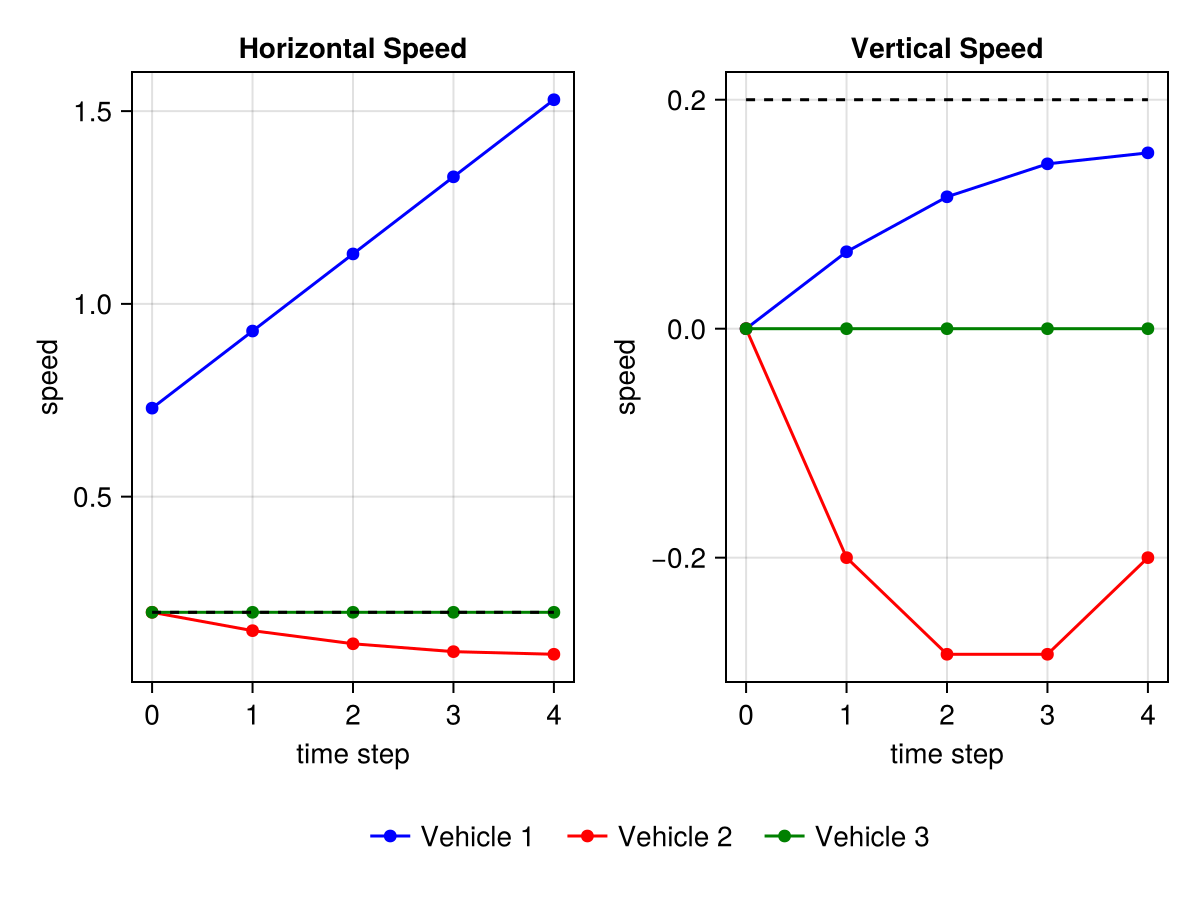 Horizontal Speed
1.5
1.0
0.5
speed
0 1 2 3 4
time step
Vertical Speed
0.2
0.0
−0.2
speed
0 1 2 3 4
time step
Vehicle 1 Vehicle 2 Vehicle 3